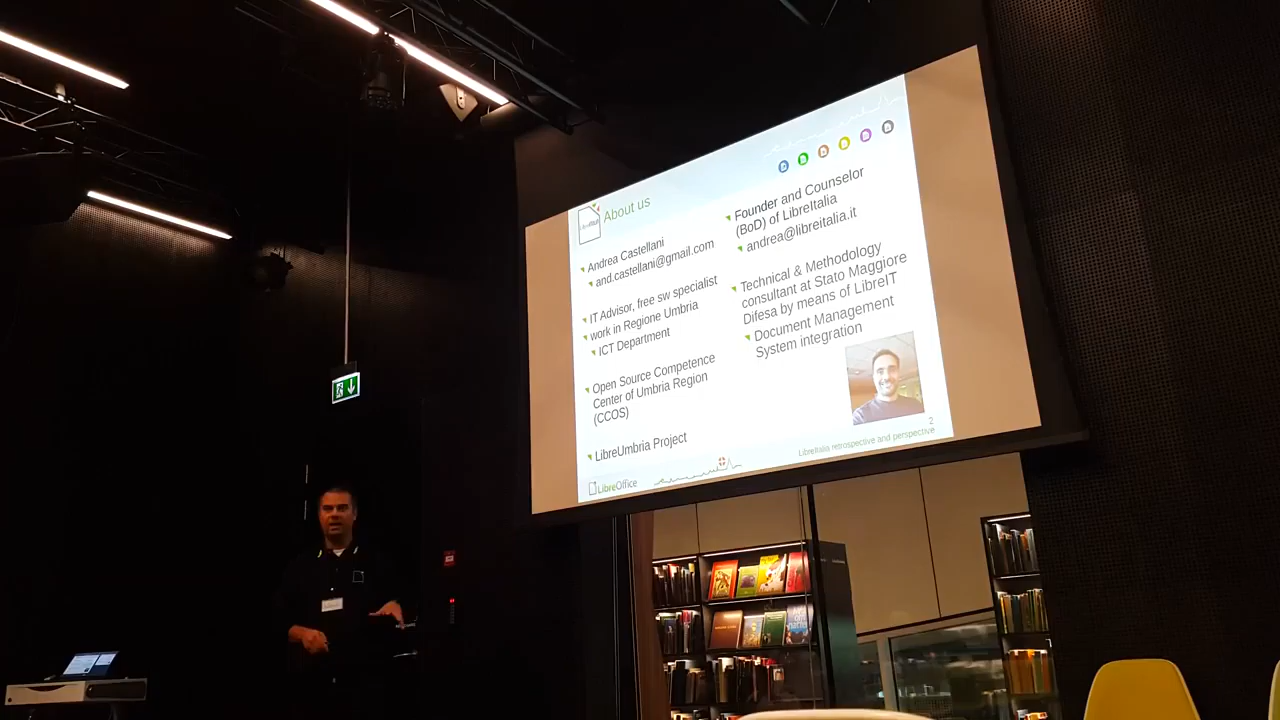 About us
Andrea Castellani
and.castellani@gmail.com
IT Advisor, free sw specialist
work in Regione Umbria
ICT Department
Open Source Competence
Center of Umbria Region
(CCOS)
LibreUmbria Project
Founder and Counselor
(BoD) of LibreItalia
andrea@libreitalia.it
Technical & Methodology
consultant at Stato Maggiore
Difesa by means of LibreIT
Document Management
System integration
2
LibreItalia retrospective and perspective
LibreOffice